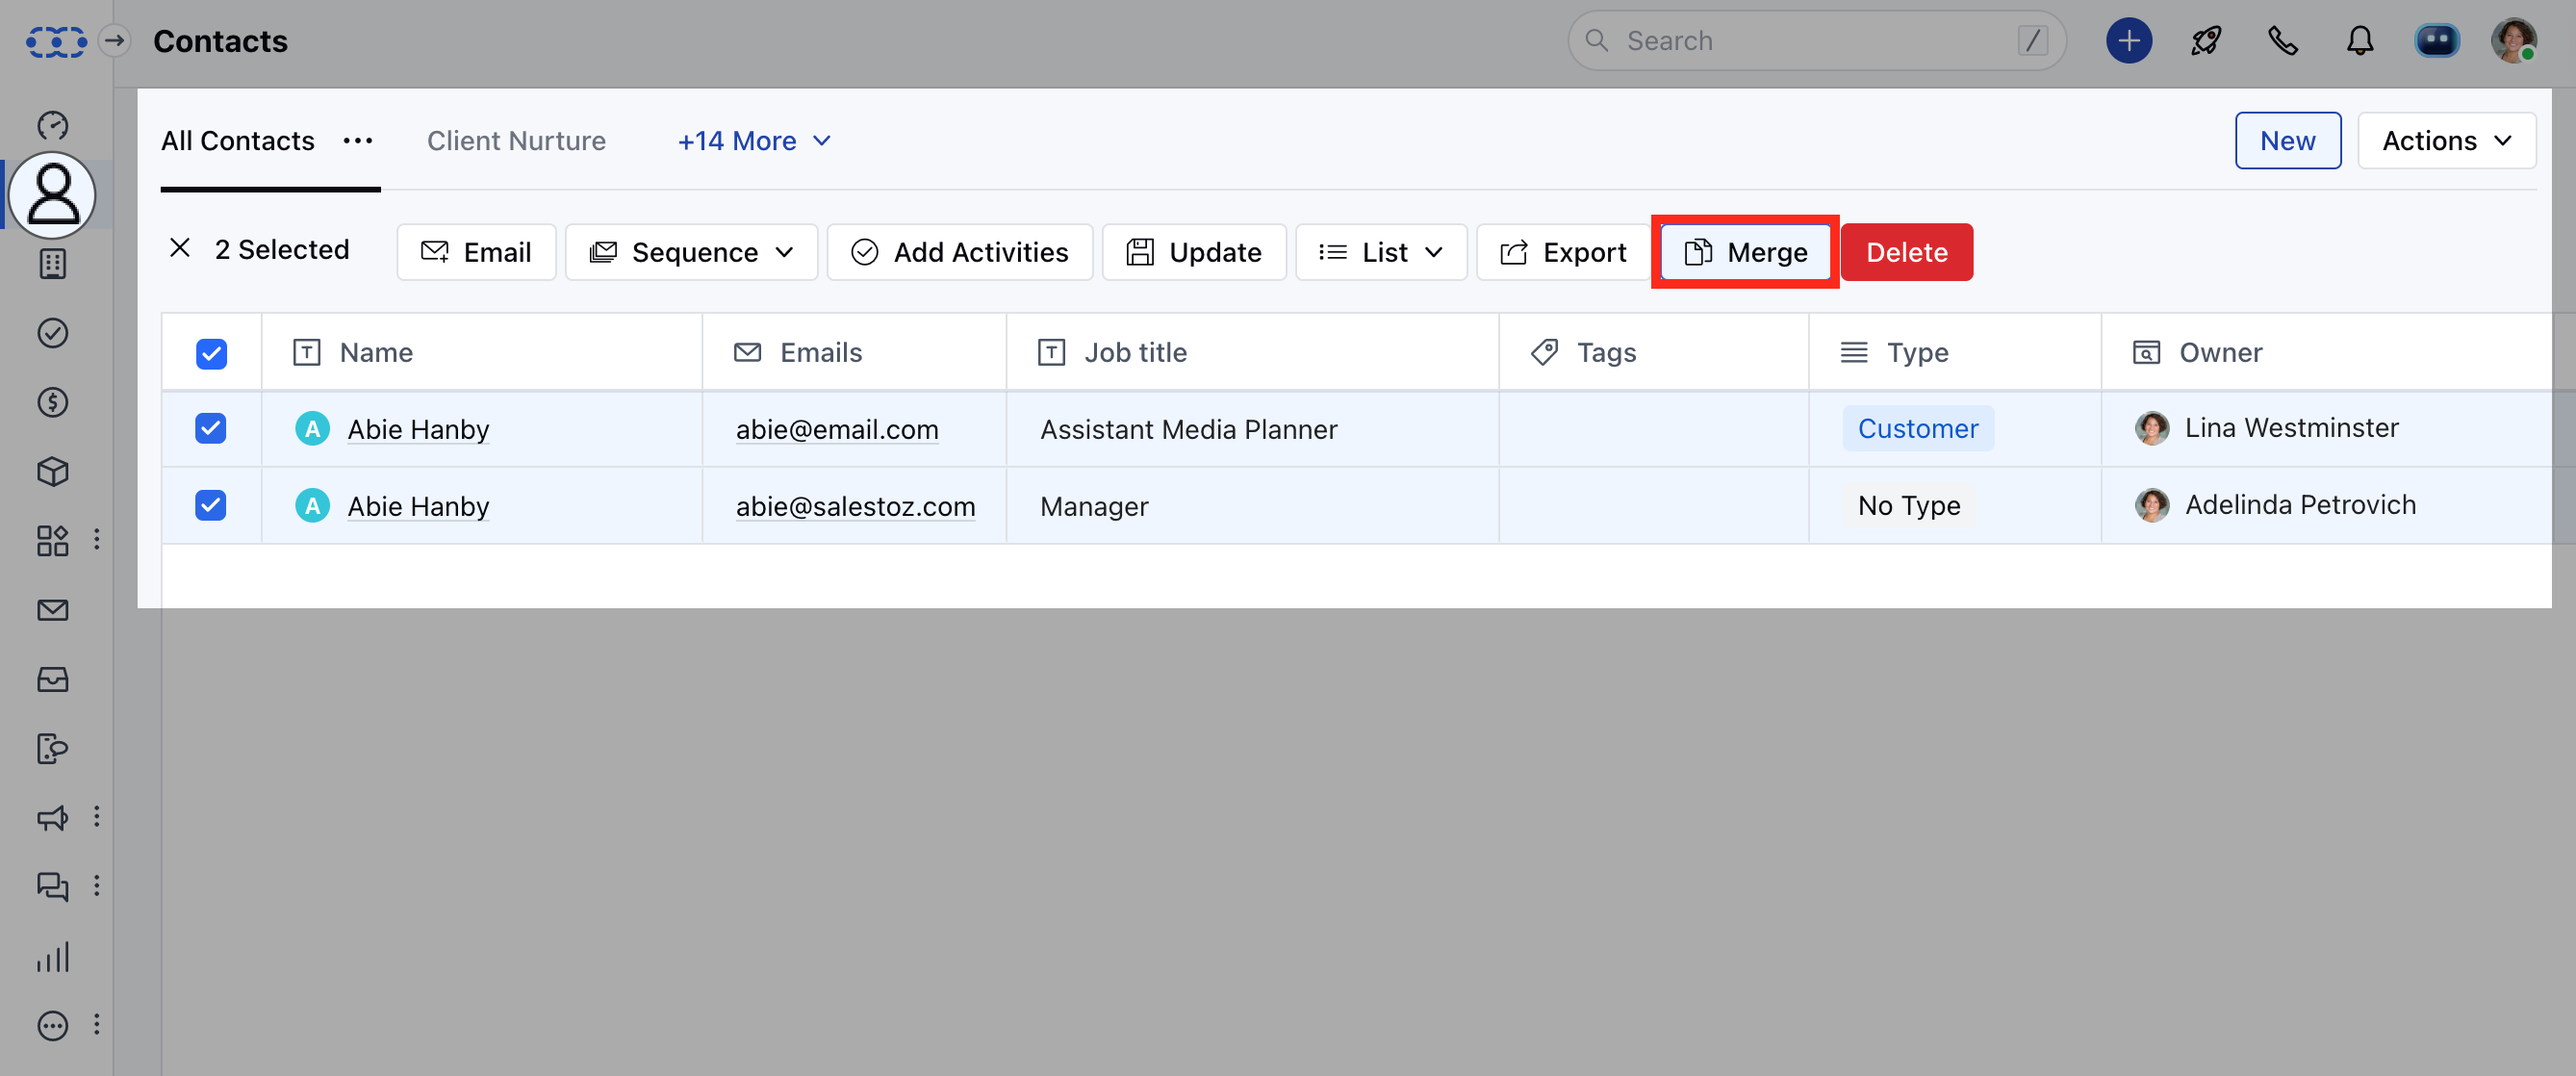 Contacts
Search /
All Contacts ••• Client Nurture +14 More New Actions
2 Selected Email Sequence Add Activities Update List Export Merge Delete
Name Emails Job title Tags Type Owner
A Abie Hanby abie@email.com Assistant Media Planner Customer Lina Westminster
A Abie Hanby abie@salestoz.com Manager No Type Adelinda Petrovich